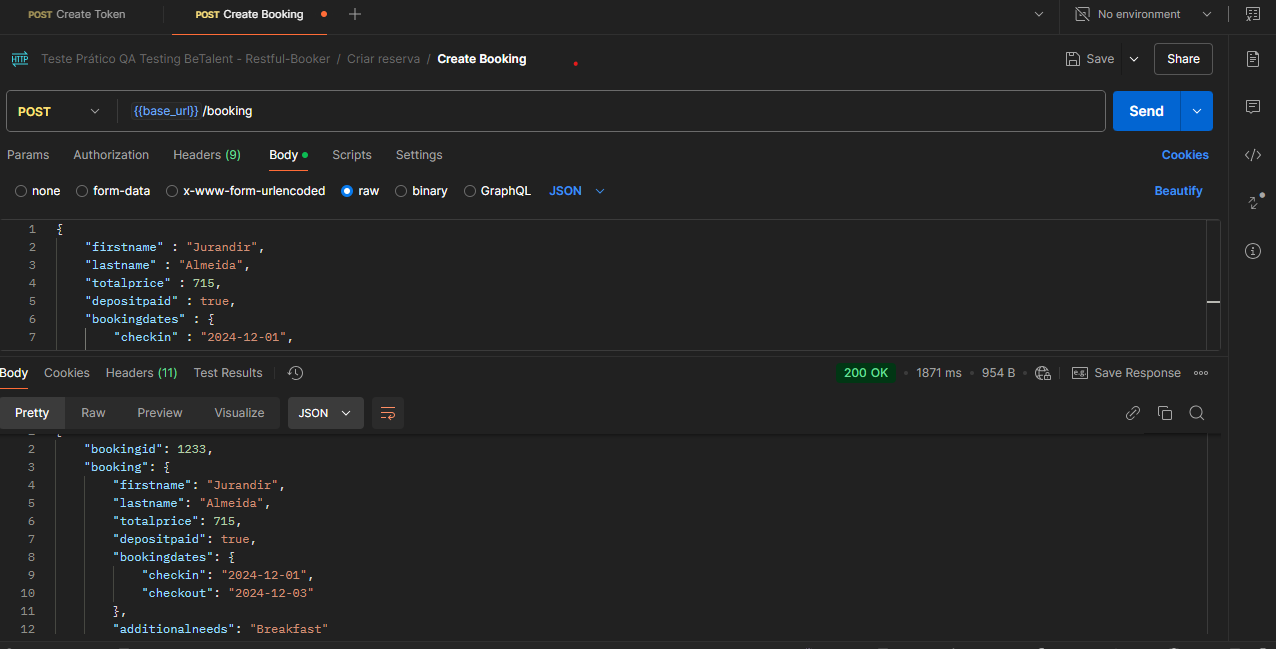 POST Create Token POST Create Booking No environment
HTTP Teste Prático QA Testing BeTalent - Restful-Booker / Criar reserva / Create Booking Save Share
POST {{base_url}} /booking Send
Params Authorization Headers (9) Body Scripts Settings Cookies
none form-data x-www-form-urlencoded raw binary GraphQL JSON Beautify
1 {
2 "firstname" : "Jurandir",
3 "lastname" : "Almeida",
4 "totalprice" : 715,
5 "depositpaid" : true,
6 "bookingdates" : {
7 "checkin" : "2024-12-01",
Body Cookies Headers (11) Test Results 200 OK • 1871 ms • 954 B • e.g. Save Response
Pretty Raw Preview Visualize JSON
2 "bookingid": 1233,
3 "booking": {
4 "firstname": "Jurandir",
5 "lastname": "Almeida",
6 "totalprice": 715,
7 "depositpaid": true,
8 "bookingdates": {
9 "checkin": "2024-12-01",
10 "checkout": "2024-12-03"
11 },
12 "additionalneeds": "Breakfast"